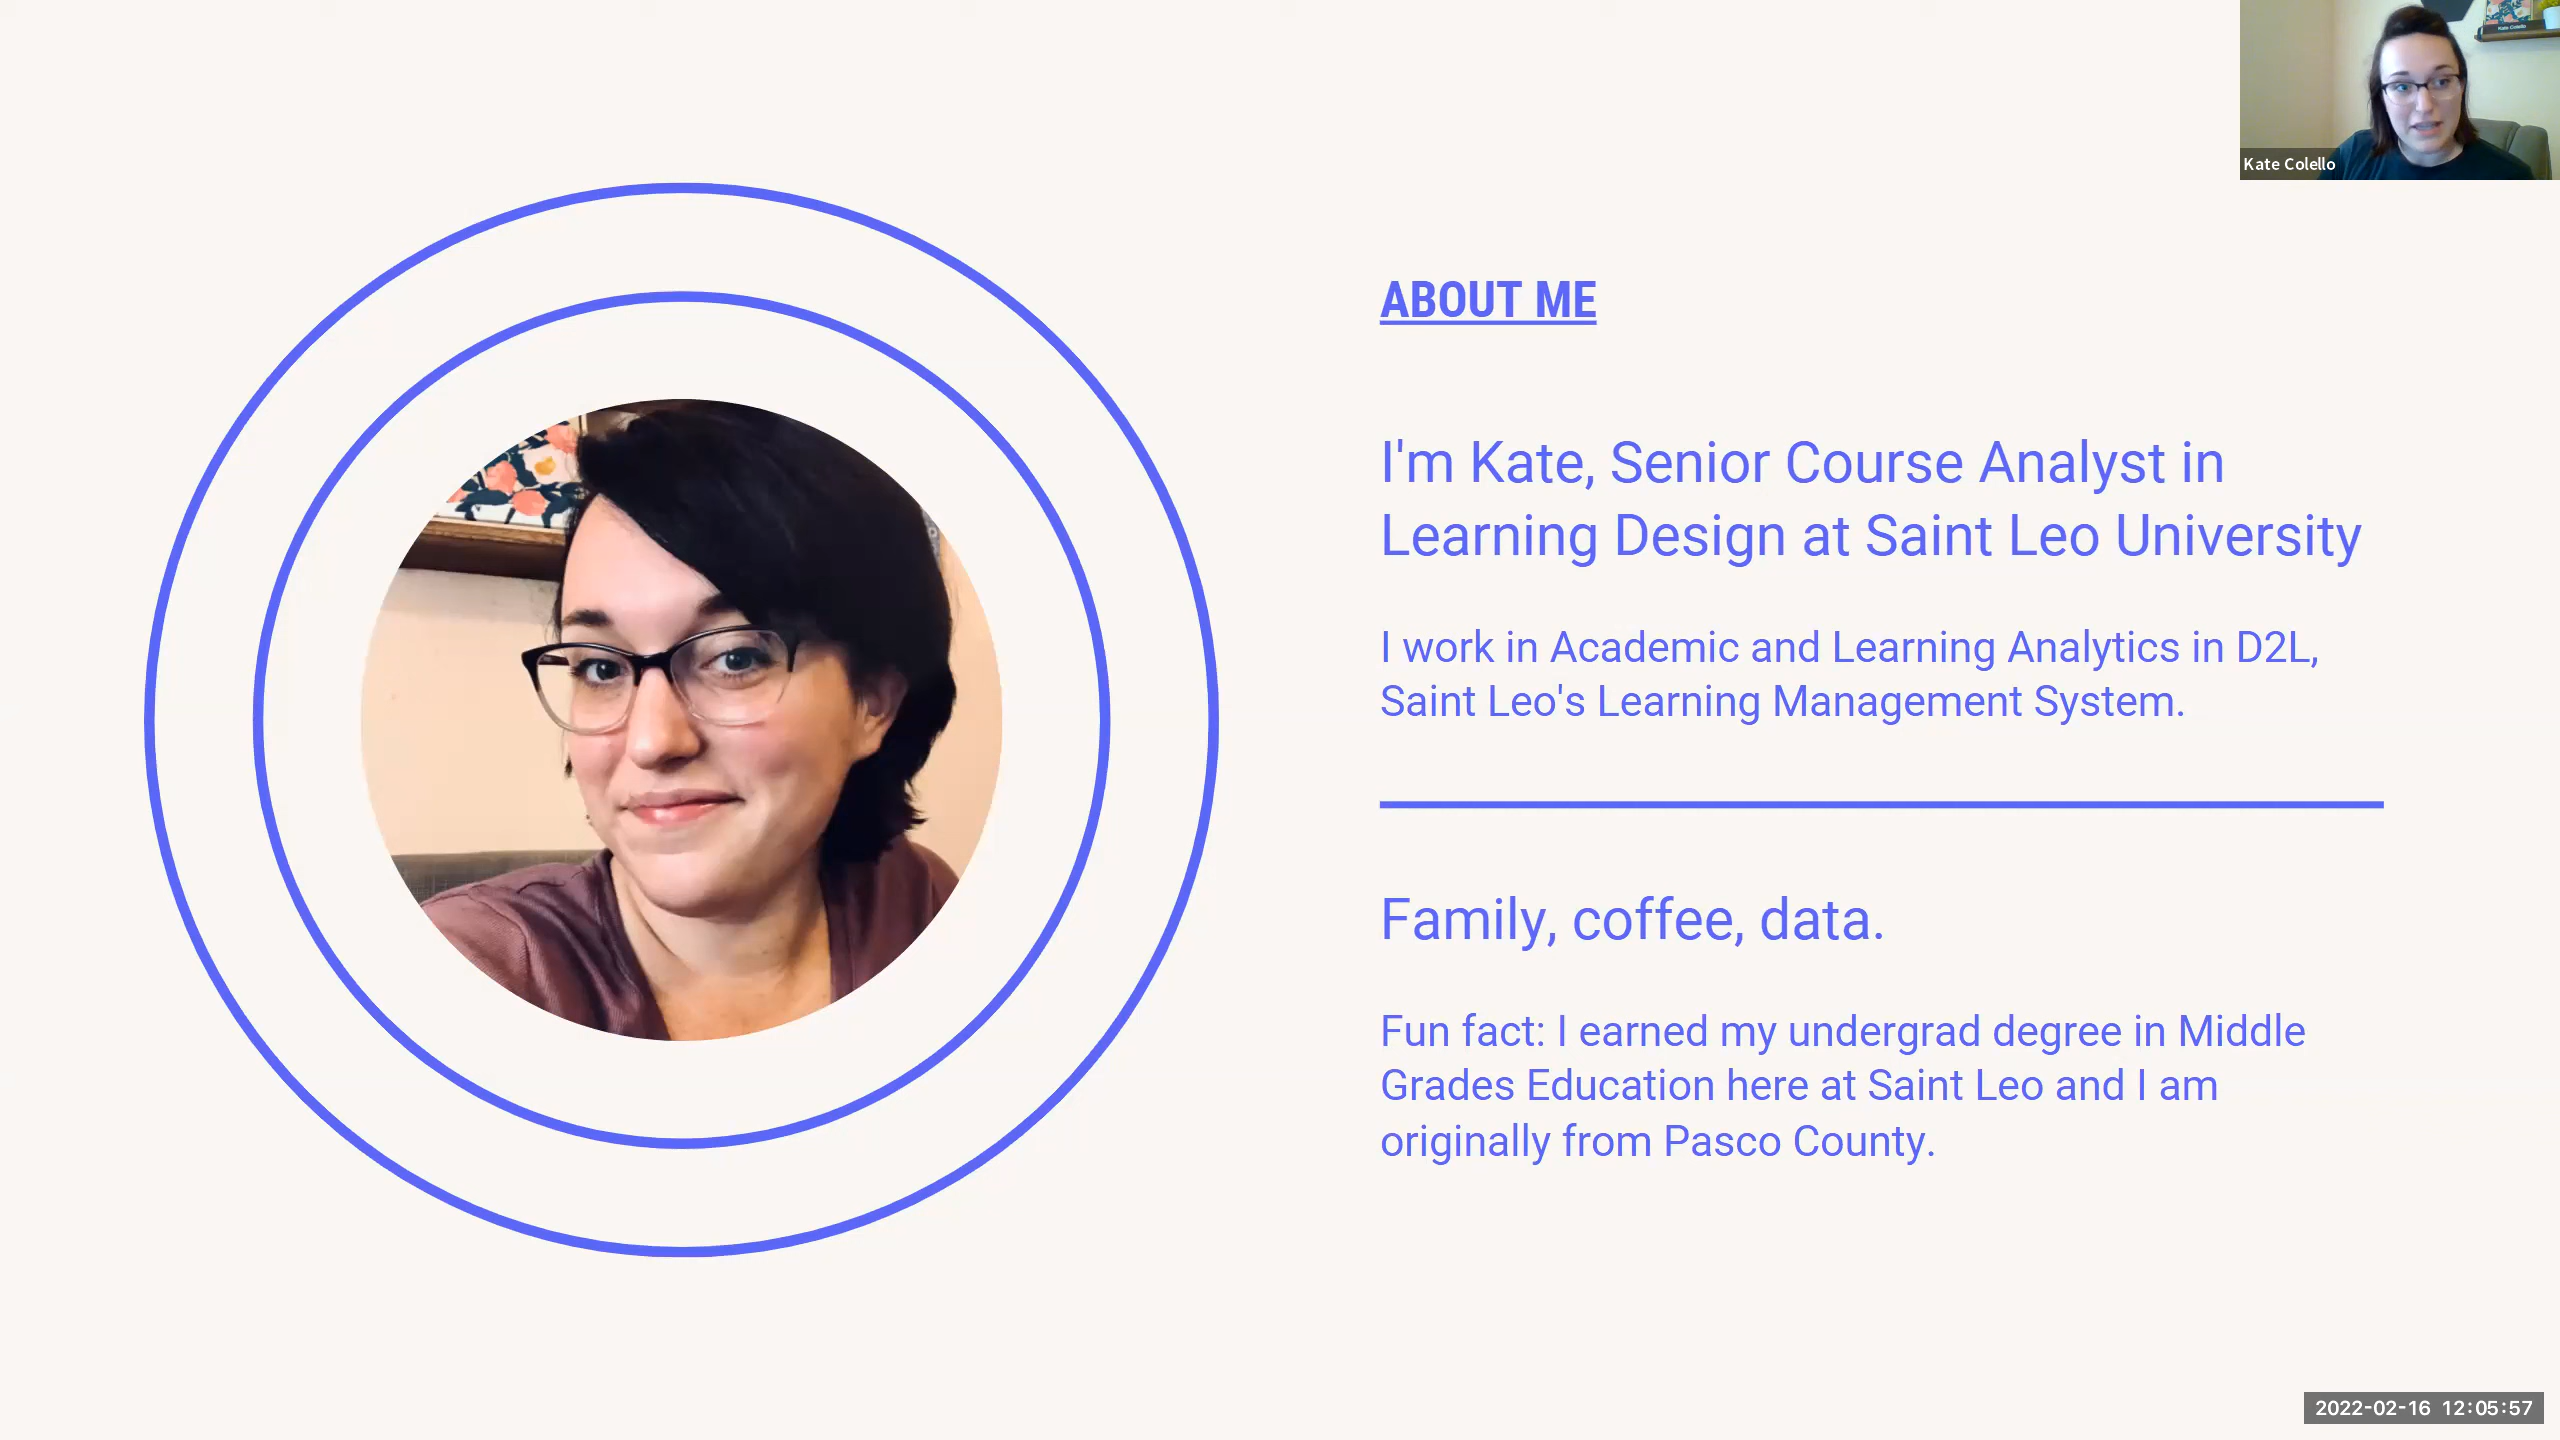 Kate Colello
ABOUT ME
I'm Kate, Senior Course Analyst in
Learning Design at Saint Leo University
I work in Academic and Learning Analytics in D2L,
Saint Leo's Learning Management System.
Family, coffee, data.
Fun fact: I earned my undergrad degree in Middle
Grades Education here at Saint Leo and I am
originally from Pasco County.
2022-02-16 12:05:57